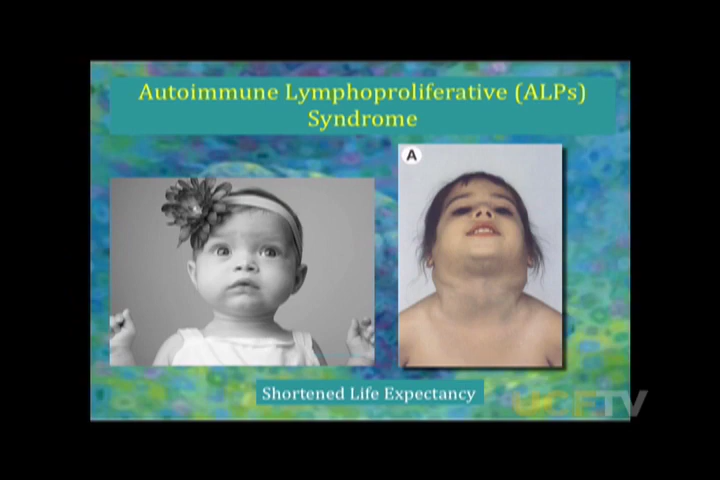 Autoimmune Lymphoproliferative (ALPs)
Syndrome
A
Shortened Life Expectancy
UCFTV